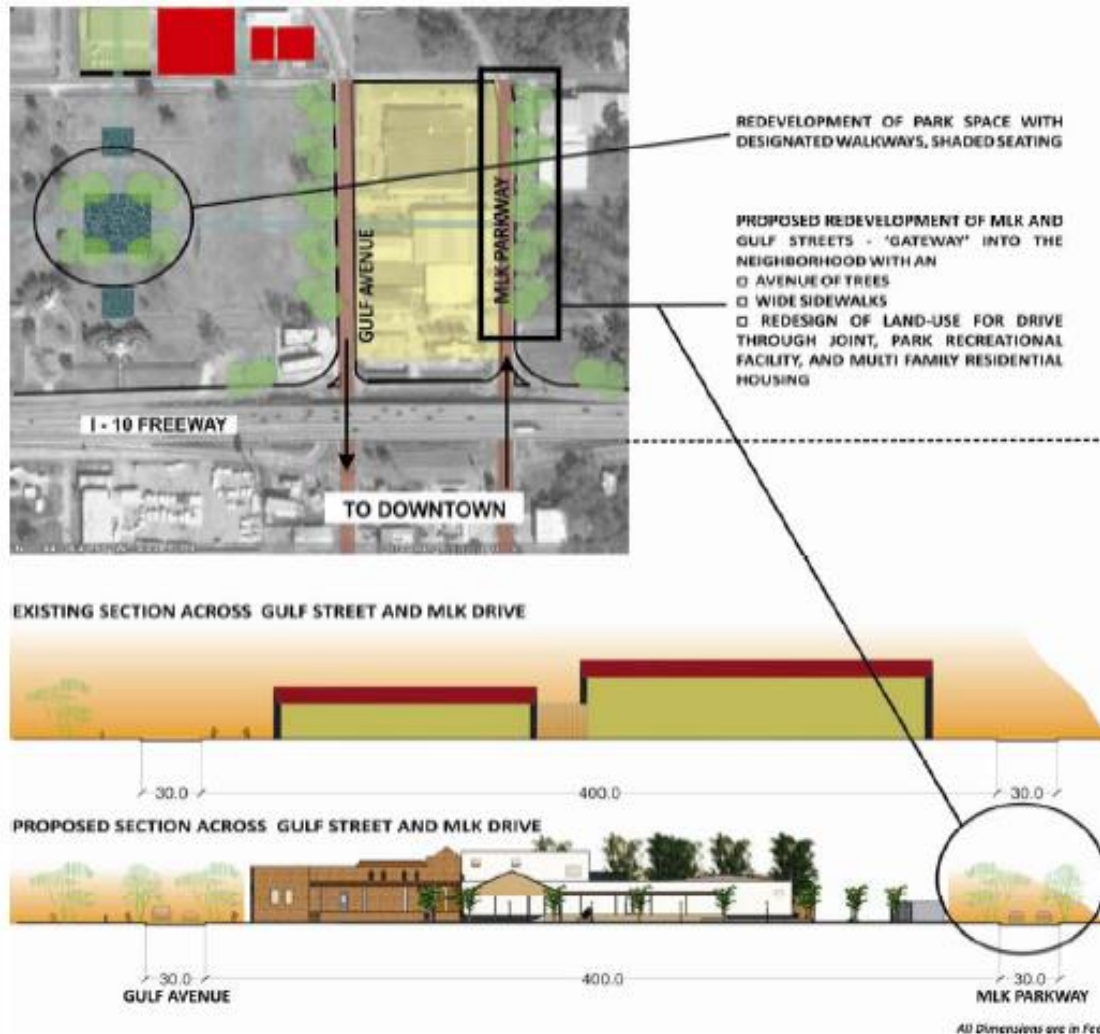 REDEVELOPMENT OF PARK SPACE WITH
DESIGNATED WALKWAYS, SHADED SEATING
PROPOSED REDEVELOPMENT OF MLK AND
GULF STREETS - 'GATEWAY' INTO THE
NEIGHBORHOOD WITH AN
□ AVENUE OF TREES
□ WIDE SIDEWALKS
□ REDESIGN OF LAND-USE FOR DRIVE
THROUGH JOINT, PARK RECREATIONAL
FACILITY, AND MULTI FAMILY RESIDENTIAL
HOUSING
GULF AVENUE
MLK PARKWAY
I - 10 FREEWAY
TO DOWNTOWN
EXISTING SECTION ACROSS GULF STREET AND MLK DRIVE
30.0
400.0
30.0
PROPOSED SECTION ACROSS GULF STREET AND MLK DRIVE
30.0
400.0
30.0
GULF AVENUE
MLK PARKWAY
All Dimensions are in Fee